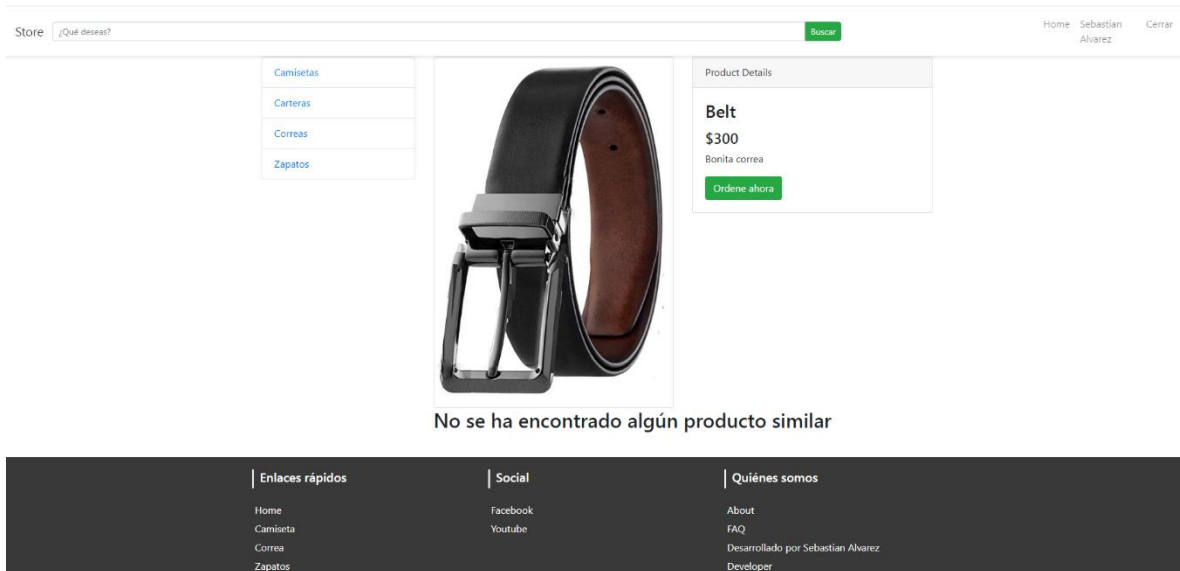 Store
¿Qué deseas?
Buscar
Home
Sebastian
Alvarez
Cerrar
Camisetas
Carteras
Correas
Zapatos
Product Details
Belt
$300
Bonita correa
Ordene ahora
No se ha encontrado algún producto similar
Enlaces rápidos
Home
Camiseta
Correa
Zapatos
Social
Facebook
Youtube
Quiénes somos
About
FAQ
Desarrollado por Sebastian Alvarez
Developer